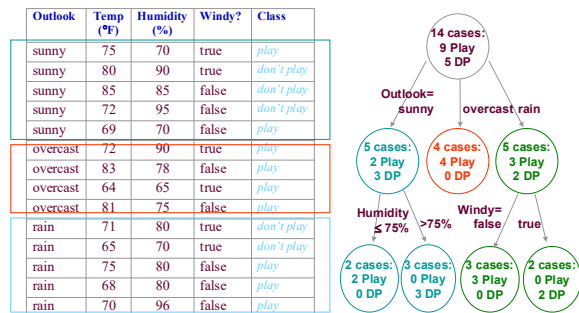 Outlook Temp (°F) Humidity (%) Windy? Class
sunny 75 70 true play
sunny 80 90 true don't play
sunny 85 85 false don't play
sunny 72 95 false don't play
sunny 69 70 false play
overcast 72 90 true play
overcast 83 78 false play
overcast 64 65 true play
overcast 81 75 false play
rain 71 80 true don't play
rain 65 70 true don't play
rain 75 80 false play
rain 68 80 false play
rain 70 96 false play
14 cases:
9 Play
5 DP
Outlook=
sunny
overcast
rain
5 cases:
2 Play
3 DP
4 cases:
4 Play
0 DP
5 cases:
3 Play
2 DP
Humidity
≤ 75%
>75%
Windy=
false
true
2 cases:
2 Play
0 DP
3 cases:
0 Play
3 DP
3 cases:
3 Play
0 DP
2 cases:
0 Play
2 DP